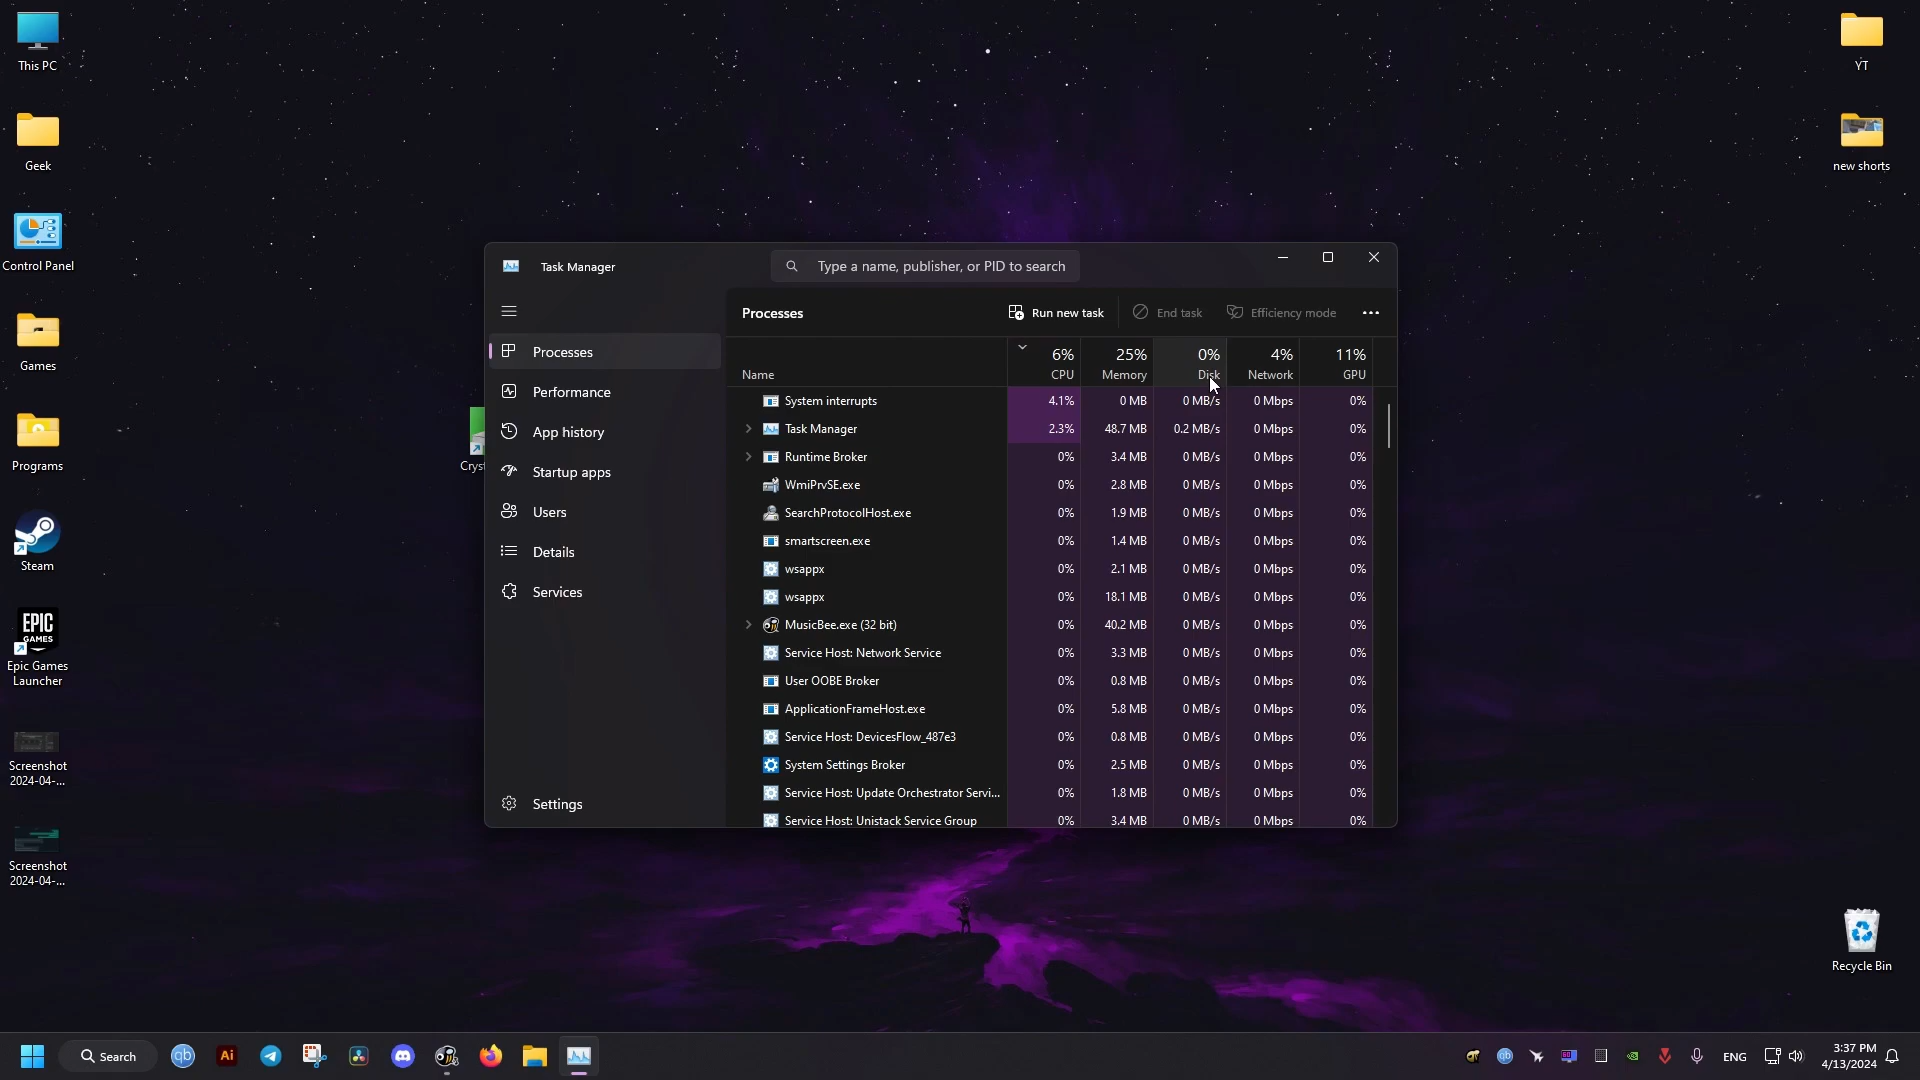 This PC
Geek
Control Panel
Games
Programs
Steam
EPIC
GAMES
Epic Games
Launcher
Screenshot
2024-04-...
Screenshot
2024-04-...
Cryst
YT
new shorts
Recycle Bin
Task Manager
Type a name, publisher, or PID to search
Processes
Performance
App history
Startup apps
Users
Details
Services
Settings
Processes
Run new task
End task
Efficiency mode
6% 25% 0% 4% 11%
Name CPU Memory Disk Network GPU
System interrupts 4.1% 0 MB 0 MB/s 0 Mbps 0%
Task Manager 2.3% 48.7 MB 0.2 MB/s 0 Mbps 0%
Runtime Broker 0% 3.4 MB 0 MB/s 0 Mbps 0%
WmiPrvSE.exe 0% 2.8 MB 0 MB/s 0 Mbps 0%
SearchProtocolHost.exe 0% 1.9 MB 0 MB/s 0 Mbps 0%
smartscreen.exe 0% 1.4 MB 0 MB/s 0 Mbps 0%
wsappx 0% 2.1 MB 0 MB/s 0 Mbps 0%
wsappx 0% 18.1 MB 0 MB/s 0 Mbps 0%
MusicBee.exe (32 bit) 0% 40.2 MB 0 MB/s 0 Mbps 0%
Service Host: Network Service 0% 3.3 MB 0 MB/s 0 Mbps 0%
User OOBE Broker 0% 0.8 MB 0 MB/s 0 Mbps 0%
ApplicationFrameHost.exe 0% 5.8 MB 0 MB/s 0 Mbps 0%
Service Host: DevicesFlow_487e3 0% 0.8 MB 0 MB/s 0 Mbps 0%
System Settings Broker 0% 2.5 MB 0 MB/s 0 Mbps 0%
Service Host: Update Orchestrator Servi... 0% 1.8 MB 0 MB/s 0 Mbps 0%
Service Host: Unistack Service Group 0% 3.4 MB 0 MB/s 0 Mbps 0%
Search
qb
Ai
qb
ENG
3:37 PM
4/13/2024